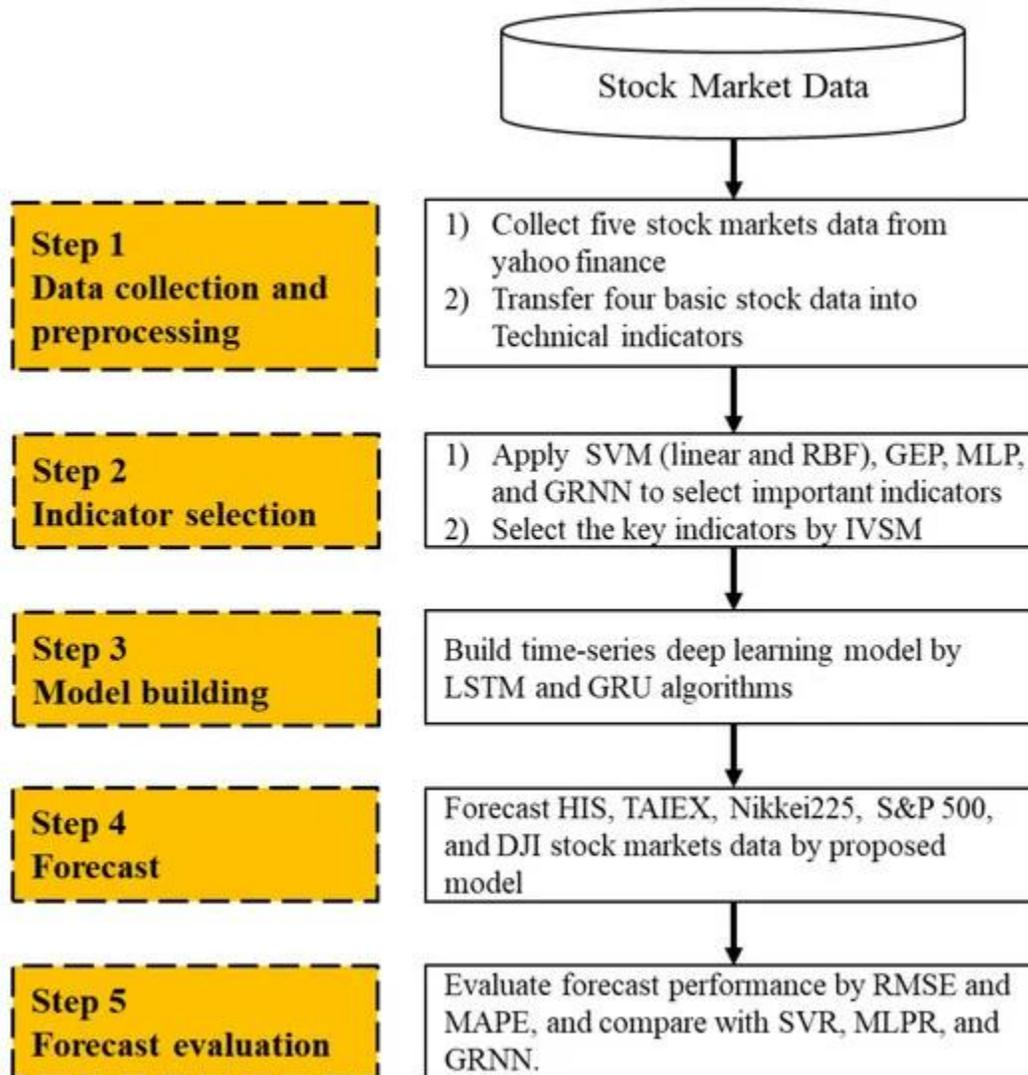 Stock Market Data
Step 1
Data collection and
preprocessing
1) Collect five stock markets data from
yahoo finance
2) Transfer four basic stock data into
Technical indicators
Step 2
Indicator selection
1) Apply SVM (linear and RBF), GEP, MLP,
and GRNN to select important indicators
2) Select the key indicators by IVSM
Step 3
Model building
Build time-series deep learning model by
LSTM and GRU algorithms
Step 4
Forecast
Forecast HIS, TAIEX, Nikkei225, S&P 500,
and DJI stock markets data by proposed
model
Step 5
Forecast evaluation
Evaluate forecast performance by RMSE and
MAPE, and compare with SVR, MLPR, and
GRNN.